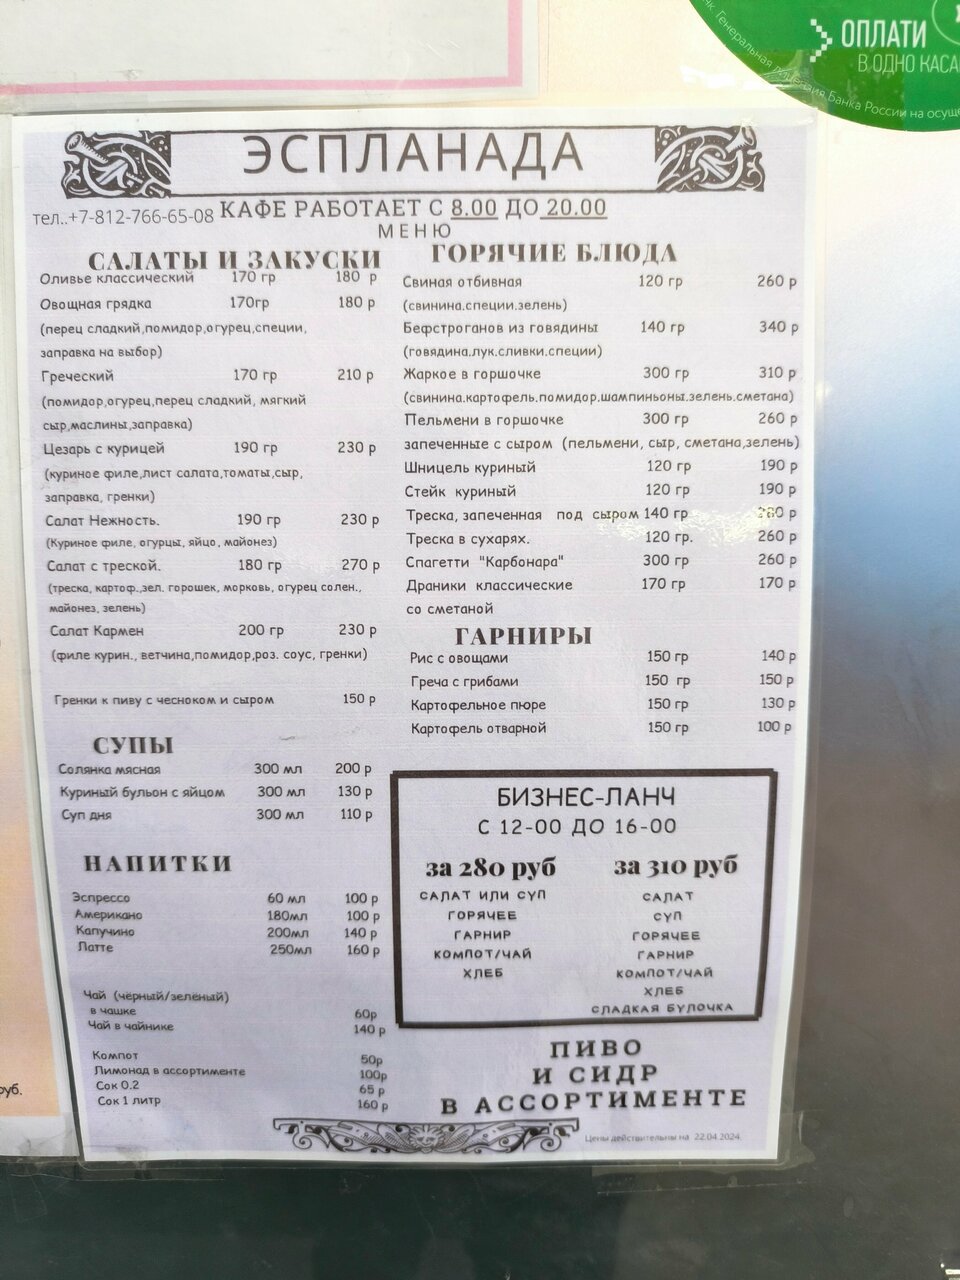 ОПЛАТИ
В ОДНО КАСА
Генеральная лицензия Банка России на осуще
ЭСПЛАНАДА
тел..+7-812-766-65-08 КАФЕ РАБОТАЕТ С 8.00 ДО 20.00
МЕНЮ
САЛАТЫ И ЗАКУСКИ
Оливье классический 170 гр 180 р
Овощная грядка 170гр 180 р
(перец сладкий,помидор,огурец,специи,
заправка на выбор)
Греческий 170 гр 210 р
(помидор,огурец,перец сладкий, мягкий
сыр,маслины,заправка)
Цезарь с курицей 190 гр 230 р
(куриное филе,лист салата,томаты,сыр,
заправка, гренки)
Салат Нежность. 190 гр 230 р
(Куриное филе, огурцы, яйцо, майонез)
Салат с треской. 180 гр 270 р
(треска, картоф.,зел. горошек, морковь, огурец солен.,
майонез, зелень)
Салат Кармен 200 гр 230 р
(филе курин., ветчина,помидор,роз. соус, гренки)
Гренки к пиву с чесноком и сыром 150 р
СУПЫ
Солянка мясная 300 мл 200 р
Куриный бульон с яйцом 300 мл 130 р
Суп дня 300 мл 110 р
НАПИТКИ
Эспрессо 60 мл 100 р
Американо 180мл 100 р
Капучино 200мл 140 р
Латте 250мл 160 р
Чай (черный/зеленый)
в чашке 60р
Чай в чайнике 140 р
Компот 50р
Лимонад в ассортименте 100р
Сок 0.2 65 р
Сок 1 литр 160 р
ГОРЯЧИЕ БЛЮДА
Свиная отбивная 120 гр 260 р
(свинина.специи.зелень)
Бефстроганов из говядины 140 гр 340 р
(говядина.лук.сливки.специи)
Жаркое в горшочке 300 гр 310 р
(свинина.картофель.помидор.шампиньоны.зелень.сметана)
Пельмени в горшочке 300 гр 260 р
запеченные с сыром (пельмени, сыр, сметана,зелень)
Шницель куриный 120 гр 190 р
Стейк куриный 120 гр 190 р
Треска, запеченная под сыром 140 гр р
Треска в сухарях. 120 гр. 260 р
Спагетти "Карбонара" 300 гр 260 р
Драники классические 170 гр 170 р
со сметаной
ГАРНИРЫ
Рис с овощами 150 гр 140 р
Греча с грибами 150 гр 150 р
Картофельное пюре 150 гр 130 р
Картофель отварной 150 гр 100 р
БИЗНЕС-ЛАНЧ
С 12-00 ДО 16-00
за 280 руб
САЛАТ ИЛИ СУП
ГОРЯЧЕЕ
ГАРНИР
КОМПОТ/ЧАЙ
ХЛЕБ
за 310 руб
САЛАТ
СУП
ГОРЯЧЕЕ
ГАРНИР
КОМПОТ/ЧАЙ
ХЛЕБ
СЛАДКАЯ БУЛОЧКА
ПИВО
И СИДР
В АССОРТИМЕНТЕ
Цены действительны на 22.04.2024.
руб.